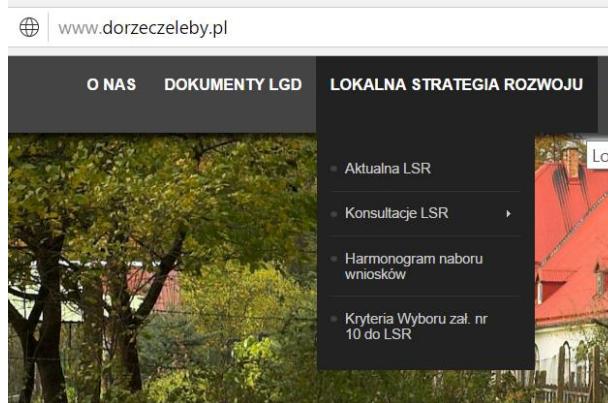 www.dorzeczeleby.pl
O NAS DOKUMENTY LGD LOKALNA STRATEGIA ROZWOJU
Lo
Aktualna LSR
Konsultacje LSR
Harmonogram naboru
wniosków
Kryteria Wyboru zał. nr
10 do LSR